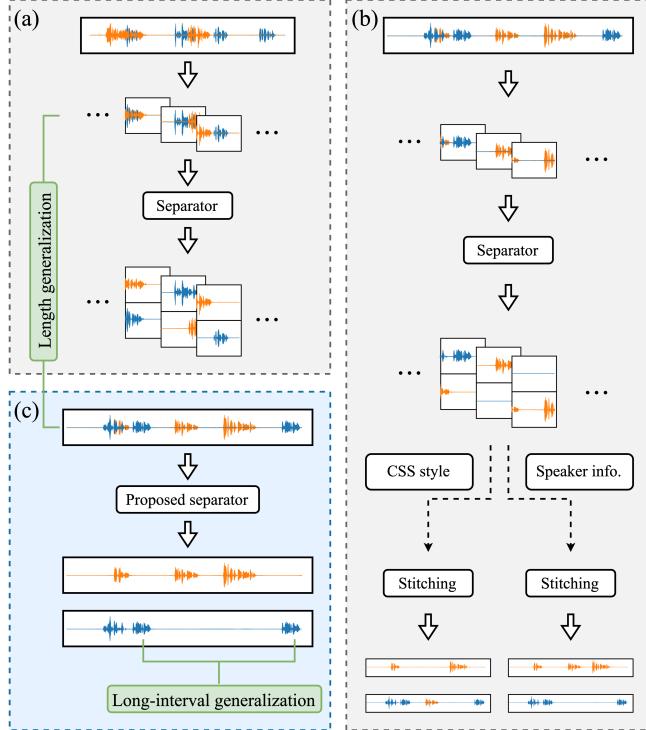 (a)
Separator
Length generalization
(b)
Separator
CSS style
Speaker info.
Stitching
Stitching
(c)
Proposed separator
Long-interval generalization